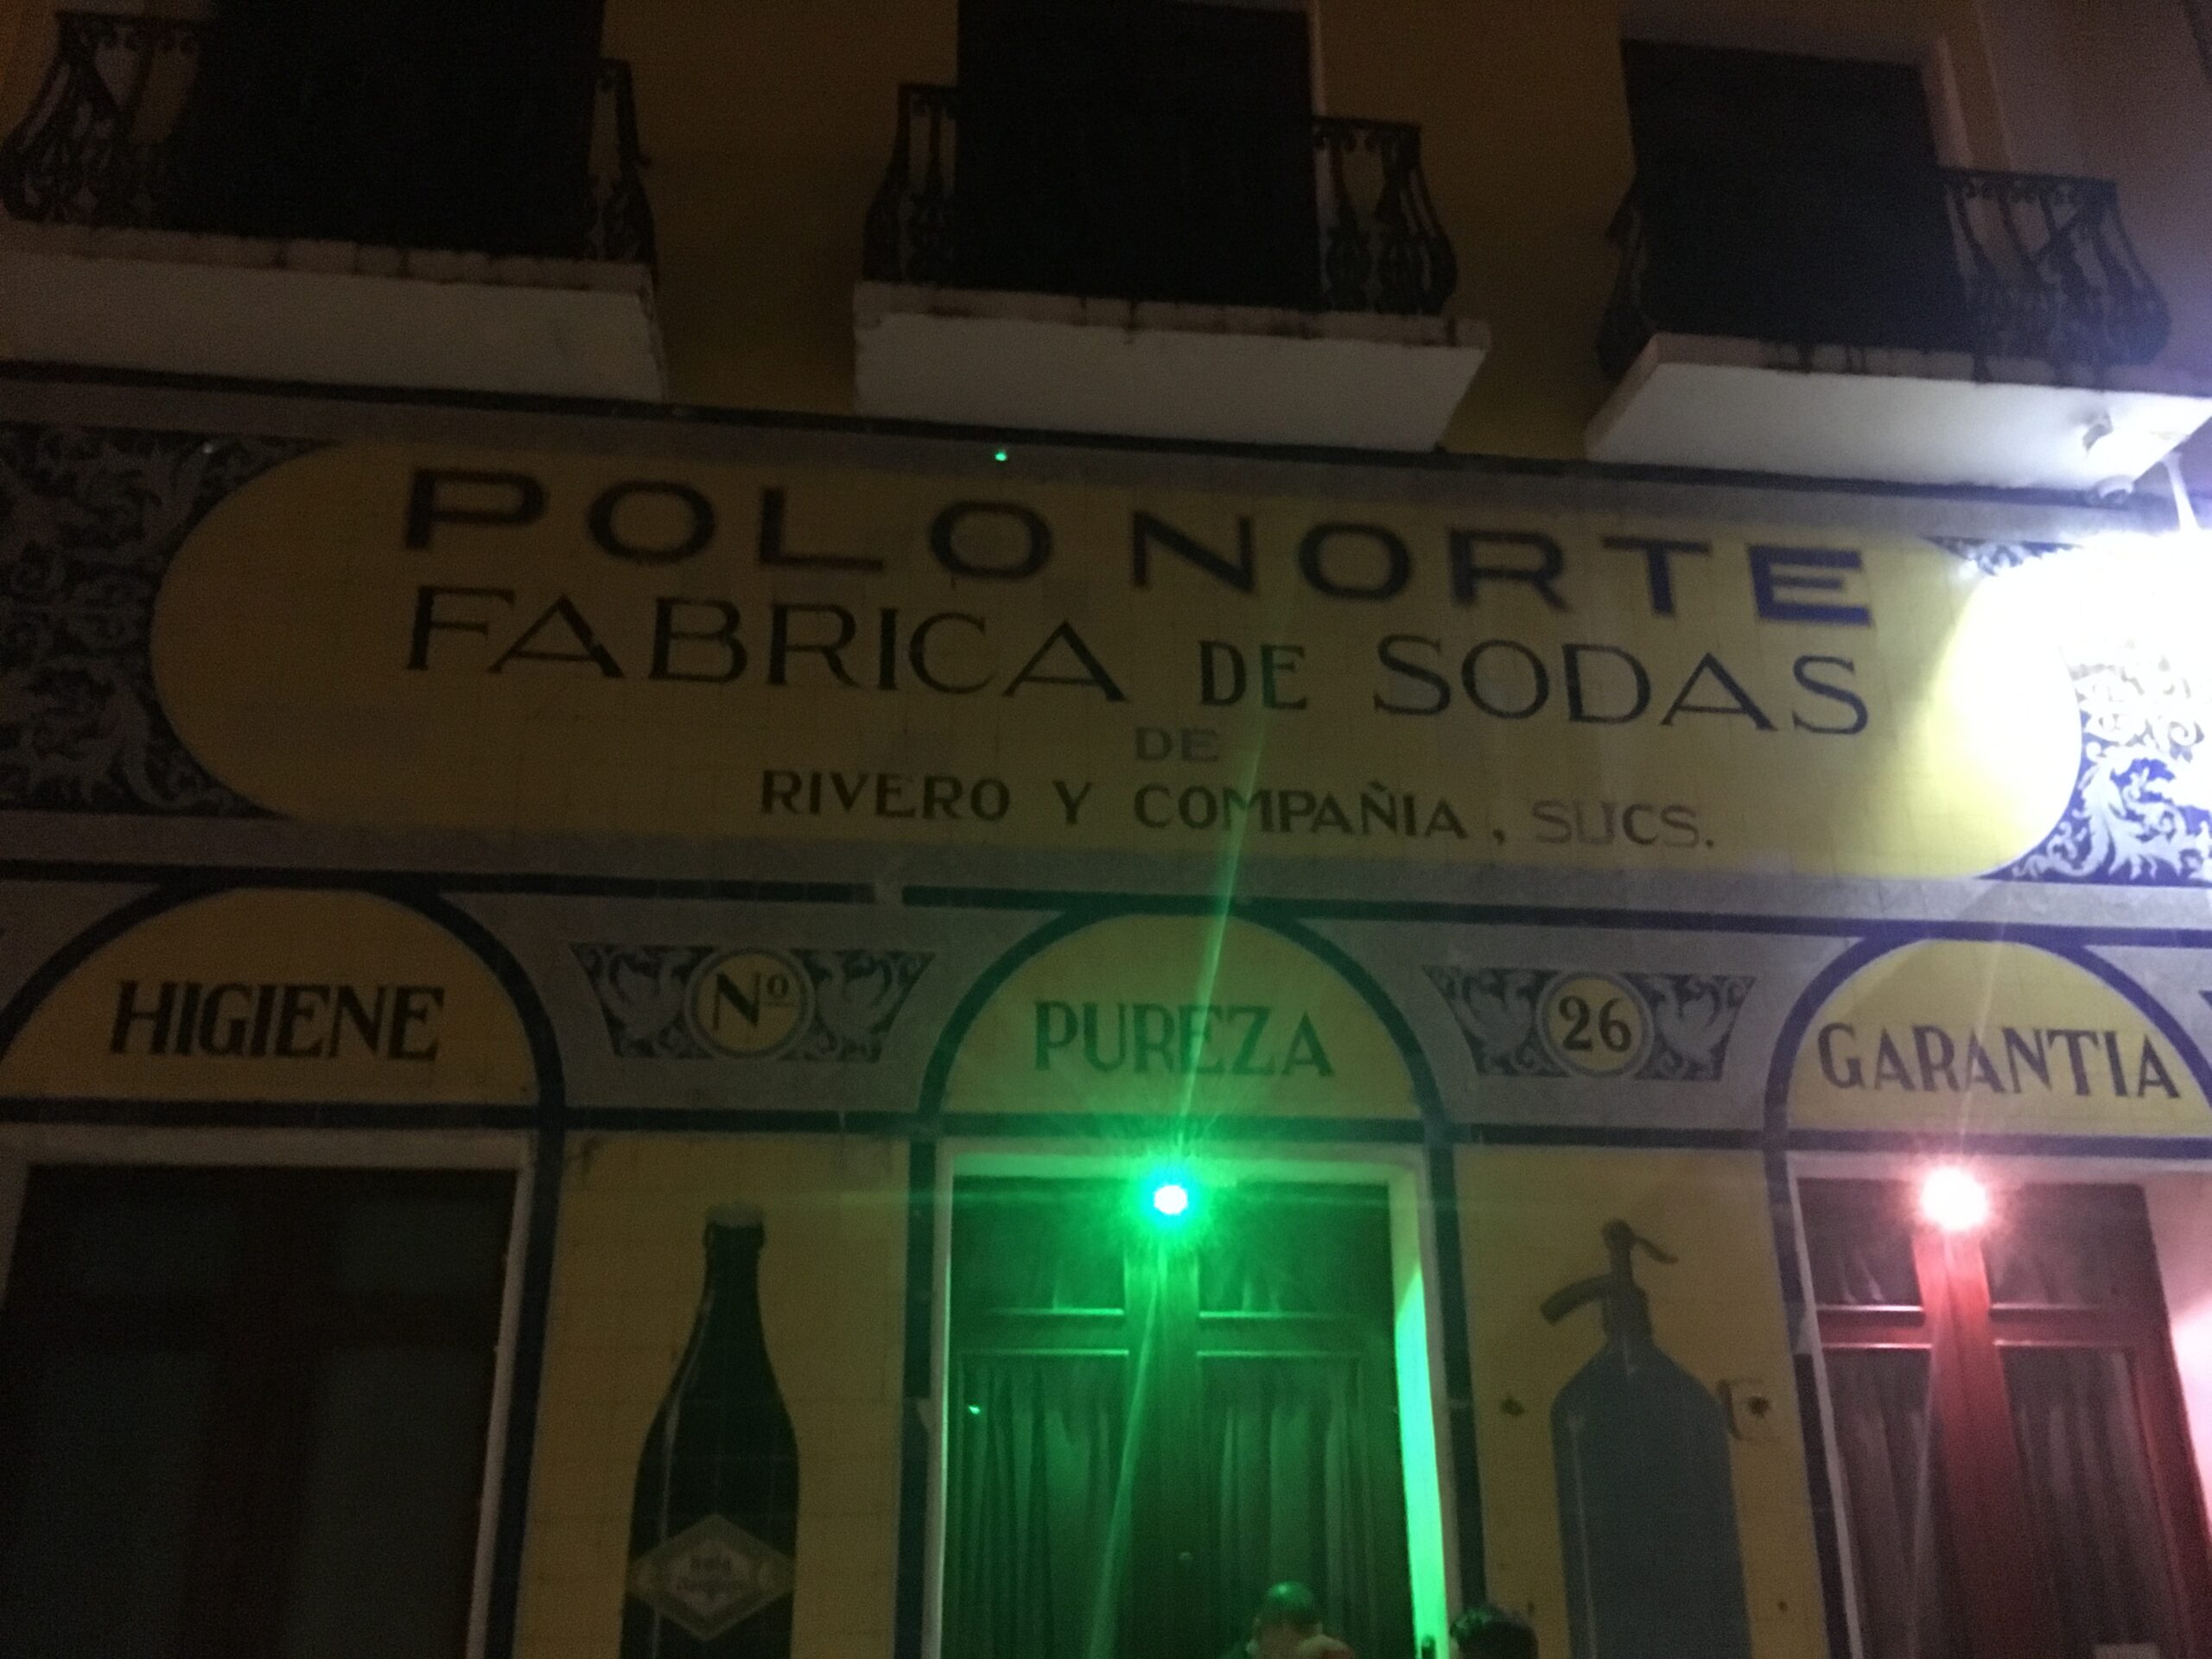 POLO NORTE
FABRICA DE SODAS
DE
RIVERO Y COMPAÑIA, SUCS.
HIGIENE
Nº
PUREZA
26
GARANTIA